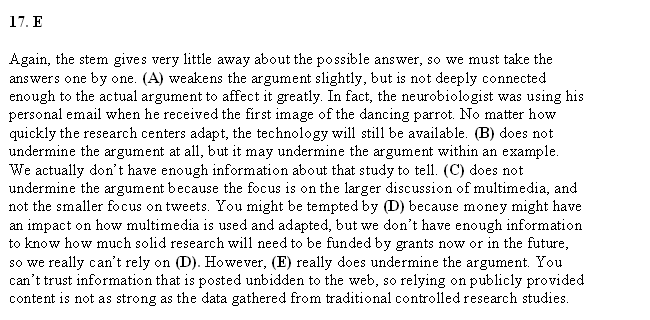 17. E
Again, the stem gives very little away about the possible answer, so we must take the
answers one by one. (A) weakens the argument slightly, but is not deeply connected
enough to the actual argument to affect it greatly. In fact, the neurobiologist was using his
personal email when he received the first image of the dancing parrot. No matter how
quickly the research centers adapt, the technology will still be available. (B) does not
undermine the argument at all, but it may undermine the argument within an example.
We actually don't have enough information about that study to tell. (C) does not
undermine the argument because the focus is on the larger discussion of multimedia, and
not the smaller focus on tweets. You might be tempted by (D) because money might have
an impact on how multimedia is used and adapted, but we don't have enough information
to know how much solid research will need to be funded by grants now or in the future,
so we really can't rely on (D). However, (E) really does undermine the argument. You
can't trust information that is posted unbidden to the web, so relying on publicly provided
content is not as strong as the data gathered from traditional controlled research studies.